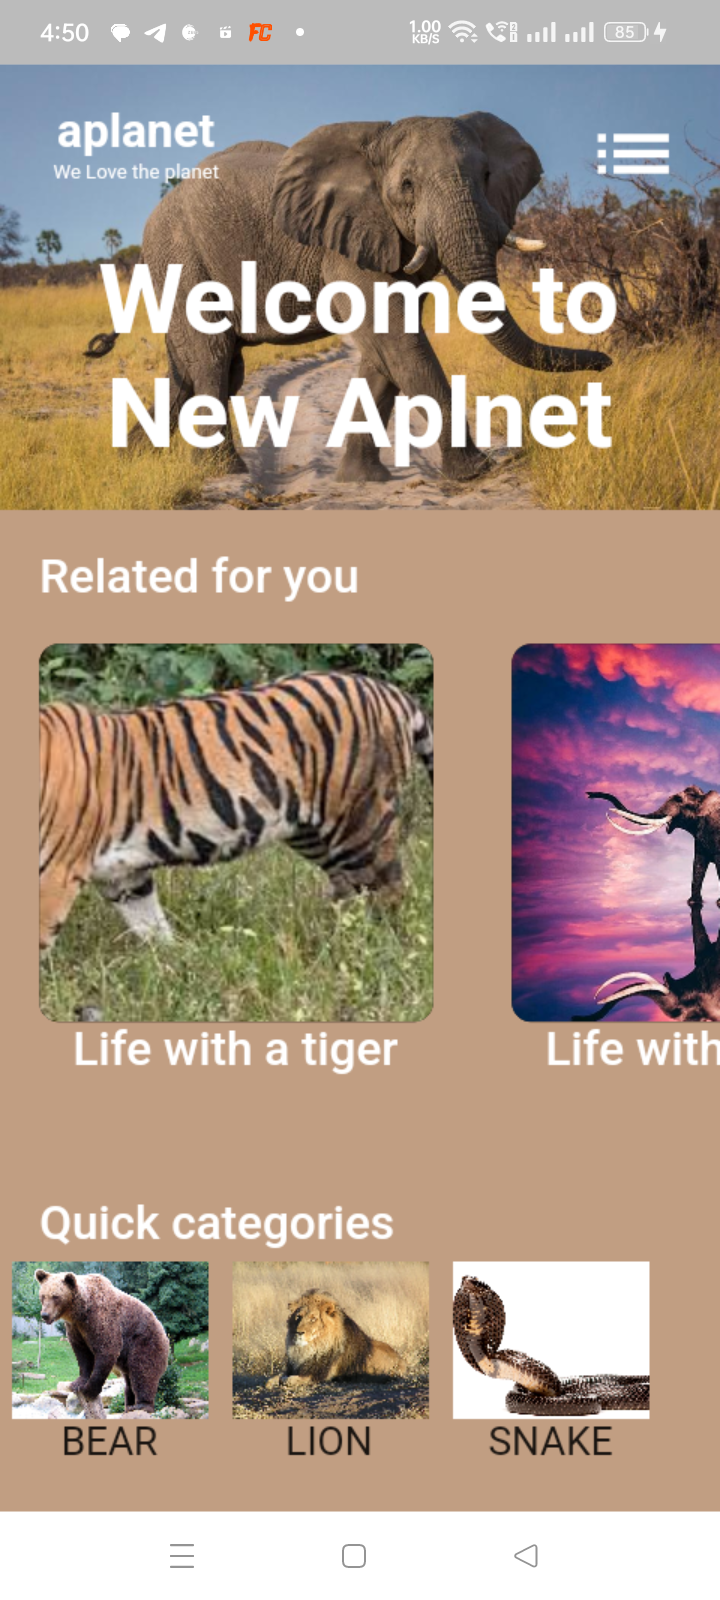 4:50 FC 1.00 KB/S 85
aplanet
We Love the planet
Welcome to
New Aplnet
Related for you
Life with a tiger
Life with
Quick categories
BEAR
LION
SNAKE